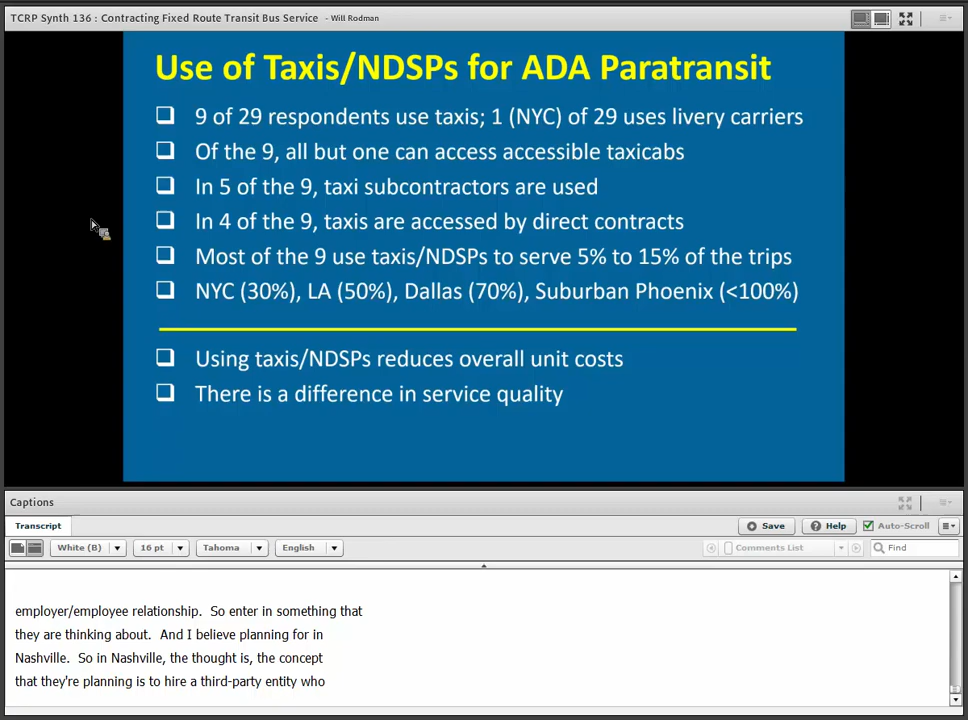 TCRP Synth 136 : Contracting Fixed Route Transit Bus Service - Will Rodman
Use of Taxis/NDSPs for ADA Paratransit
9 of 29 respondents use taxis; 1 (NYC) of 29 uses livery carriers
Of the 9, all but one can access accessible taxicabs
In 5 of the 9, taxi subcontractors are used
In 4 of the 9, taxis are accessed by direct contracts
Most of the 9 use taxis/NDSPs to serve 5% to 15% of the trips
NYC (30%), LA (50%), Dallas (70%), Suburban Phoenix (<100%)
Using taxis/NDSPs reduces overall unit costs
There is a difference in service quality
Captions
Transcript
Save
Help
Auto-Scroll
White (B)
16 pt
Tahoma
English
Comments List
Find
employer/employee relationship. So enter in something that
they are thinking about. And I believe planning for in
Nashville. So in Nashville, the thought is, the concept
that they're planning is to hire a third-party entity who